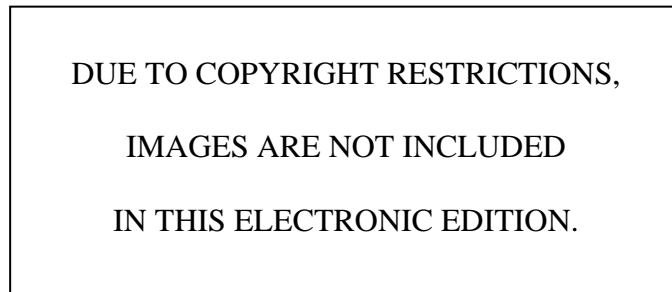 DUE TO COPYRIGHT RESTRICTIONS,
IMAGES ARE NOT INCLUDED
IN THIS ELECTRONIC EDITION.